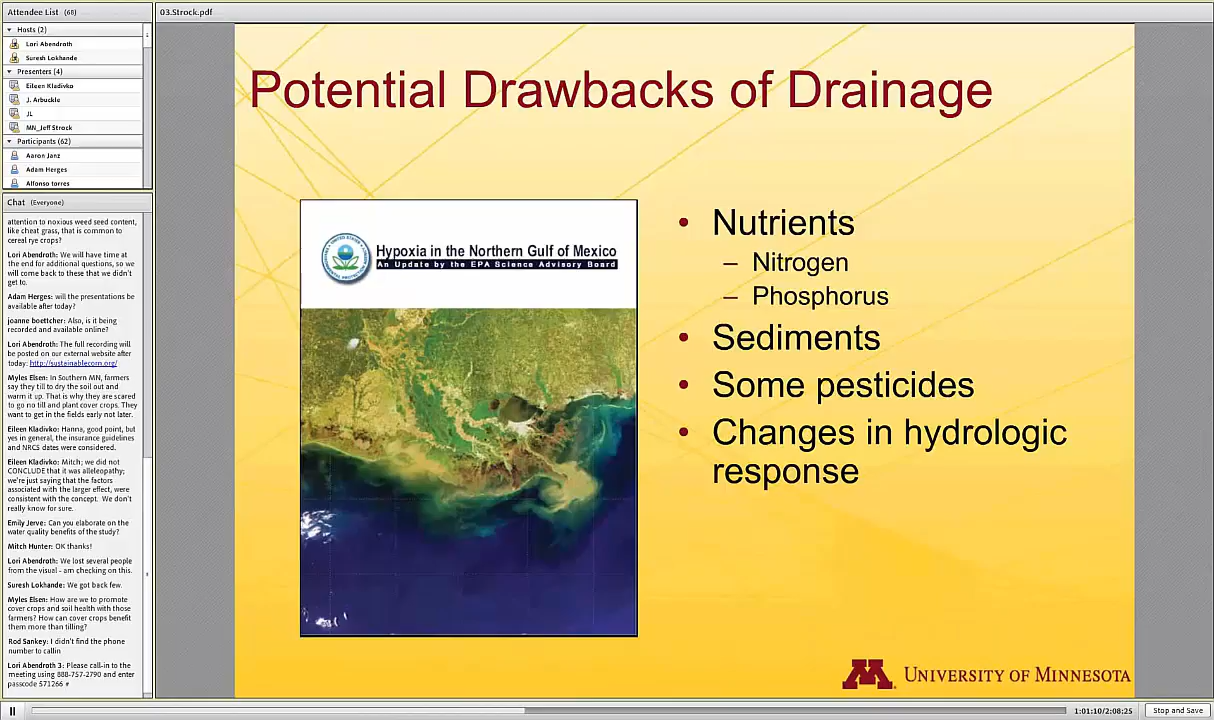 Attendee List (68)
Hosts (2)
Lori Abendroth
Suresh Lokhande
Presenters (4)
Eileen Kladivko
J. Arbuckle
JL
MN_Jeff Strock
Participants (62)
Aaron Janz
Adam Herges
Alfonso torres
Chat (Everyone)
attention to noxious weed seed content,
like cheat grass, that is common to
cereal rye crops?
Lori Abendroth: We will have time at
the end for additional questions, so we
will come back to these that we didn't
get to.
Adam Herges: will the presentations be
available after today?
joanne boettcher: Also, is it being
recorded and available online?
Lori Abendroth: The full recording will
be posted on our external website after
today: http://sustainablecorn.org/
Myles Elsen: In Southern MN, farmers
say they till to dry the soil out and
warm it up. That is why they are scared
to go no till and plant cover crops. They
want to get in the fields early not later.
Eileen Kladivko: Hanna, good point, but
yes in general, the insurance guidelines
and NRCS dates were considered.
Eileen Kladivko: Mitch; we did not
CONCLUDE that it was alleleopathy;
we're just saying that the factors
associated with the larger effect, were
consistent with the concept. We don't
really know for sure.
Emily Jerve: Can you elaborate on the
water quality benefits of the study?
Mitch Hunter: OK thanks!
Lori Abendroth: We lost several people
from the visual - am checking on this.
Suresh Lokhande: We got back few.
Myles Elsen: How are we to promote
cover crops and soil health with those
farmers? How can cover crops benefit
them more than tilling?
Rod Sankey: I didn't find the phone
number to callin
Lori Abendroth 3: Please call-in to the
meeting using 888-757-2790 and enter
passcode 571266 #
03.Strock.pdf
Potential Drawbacks of Drainage
Hypoxia in the Northern Gulf of Mexico
An Update by the EPA Science Advisory Board
• Nutrients
– Nitrogen
– Phosphorus
• Sediments
• Some pesticides
• Changes in hydrologic
response
M UNIVERSITY OF MINNESOTA
1:01:10/2:08:25
Stop and Save